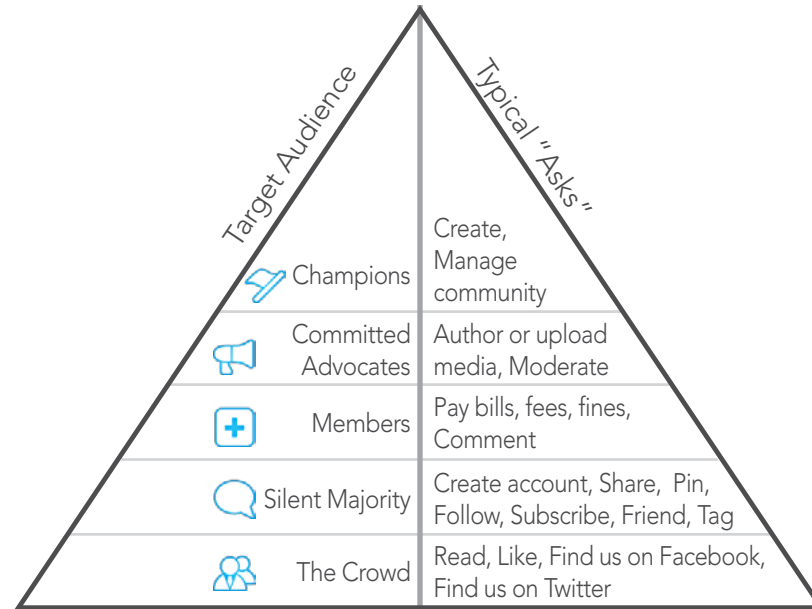 Target Audience
Typical "Asks"
Champions
Create,
Manage
community
Committed
Advocates
Author or upload
media, Moderate
Members
Pay bills, fees, fines,
Comment
Silent Majority
Create account, Share, Pin,
Follow, Subscribe, Friend, Tag
The Crowd
Read, Like, Find us on Facebook,
Find us on Twitter